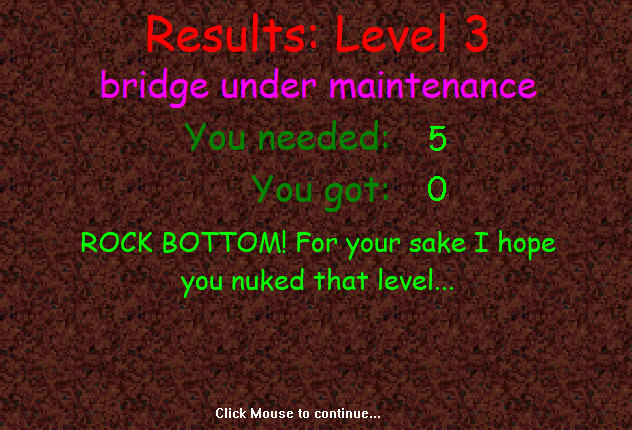 Results: Level 3
bridge under maintenance
You needed: 5
You got: 0
ROCK BOTTOM! For your sake I hope
you nuked that level...
Click Mouse to continue...